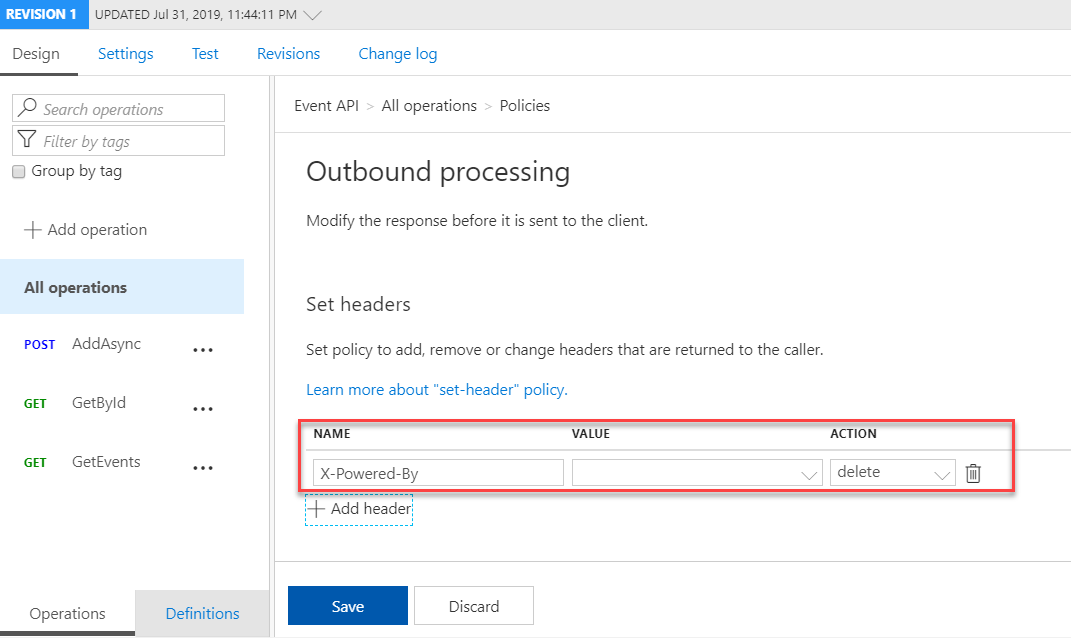 REVISION 1 UPDATED Jul 31, 2019, 11:44:11 PM
Design Settings Test Revisions Change log
Search operations
Filter by tags
Group by tag
Add operation
All operations
POST AddAsync
GET GetById
GET GetEvents
Operations Definitions
Event API > All operations > Policies
Outbound processing
Modify the response before it is sent to the client.
Set headers
Set policy to add, remove or change headers that are returned to the caller.
Learn more about "set-header" policy.
NAME VALUE ACTION
X-Powered-By delete
Add header
Save Discard